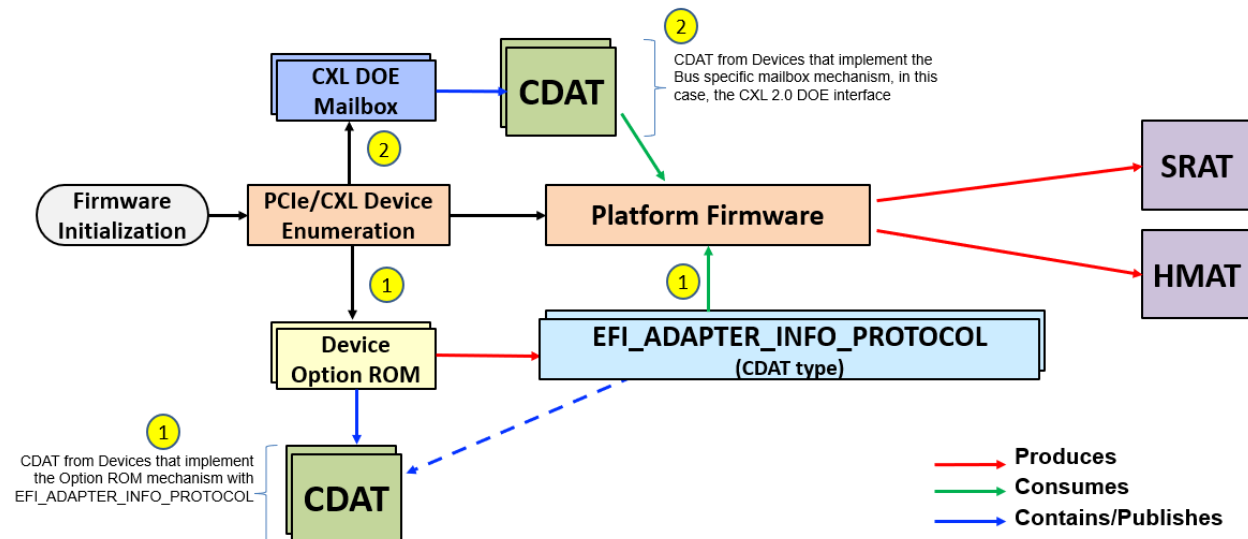 2
CDAT from Devices that implement the
Bus specific mailbox mechanism, in this
case, the CXL 2.0 DOE interface
CXL DOE
Mailbox
CDAT
2
SRAT
Firmware
Initialization
PCIe/CXL Device
Enumeration
Platform Firmware
HMAT
1
1
Device
Option ROM
EFI_ADAPTER_INFO_PROTOCOL
(CDAT type)
1
CDAT from Devices that implement
the Option ROM mechanism with
EFI_ADAPTER_INFO_PROTOCOL
CDAT
Produces
Consumes
Contains/Publishes